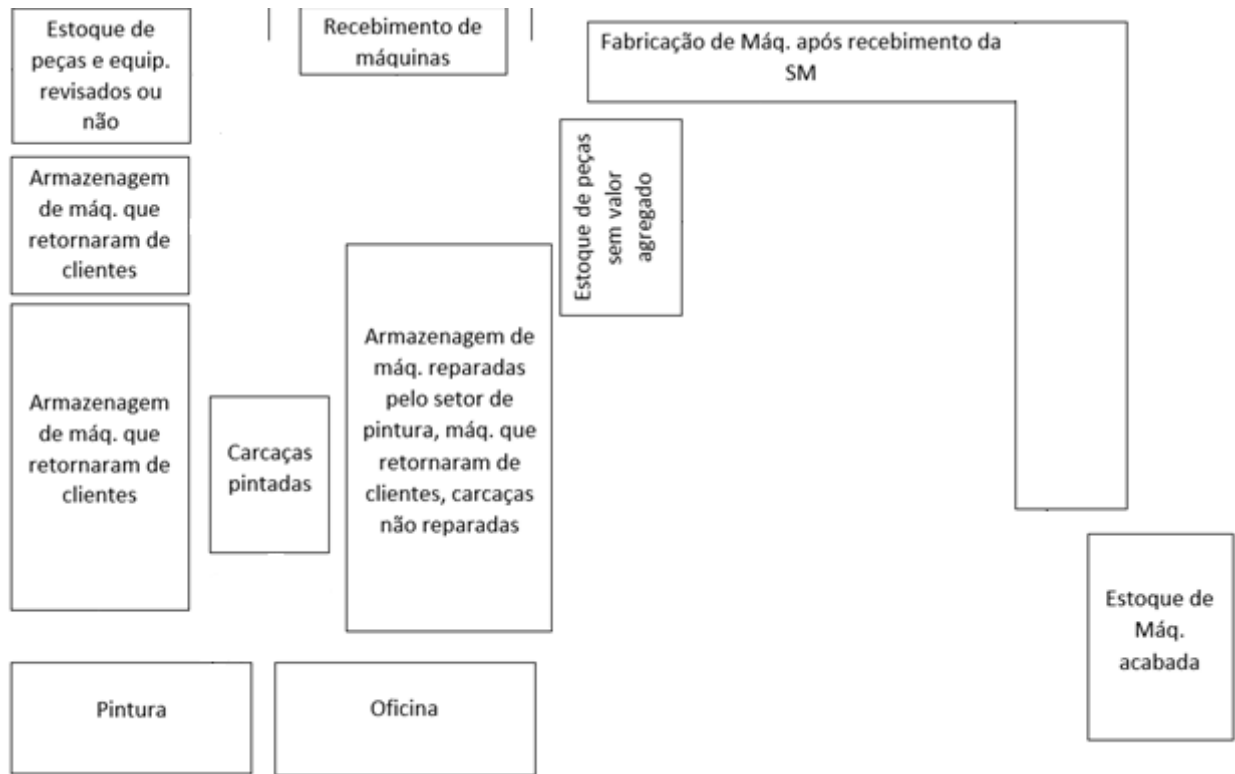 Estoque de
peças e equip.
revisados ou
não
Recebimento de
máquinas
Fabricação de Máq. após recebimento da
SM
Armazenagem
de máq. que
retornaram de
clientes
Estoque de peças
sem valor
agregado
Armazenagem
de máq. que
retornaram de
clientes
Carcaças
pintadas
Armazenagem de
máq. reparadas
pelo setor de
pintura, máq. que
retornaram de
clientes, carcaças
não reparadas
Estoque de
Máq.
acabada
Pintura
Oficina